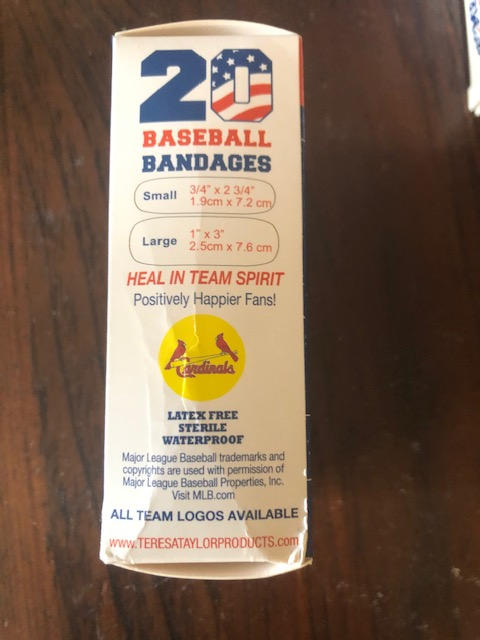 20
BASEBALL
BANDAGES
Small 3/4" x 2 3/4"
1.9cm x 7.2 cm
Large 1" x 3"
2.5cm x 7.6 cm
HEAL IN TEAM SPIRIT
Positively Happier Fans!
Cardinals
LATEX FREE
STERILE
WATERPROOF
Major League Baseball trademarks and
copyrights are used with permission of
Major League Baseball Properties, Inc.
Visit MLB.com
ALL TEAM LOGOS AVAILABLE
www.TERESATAYLORPRODUCTS.com